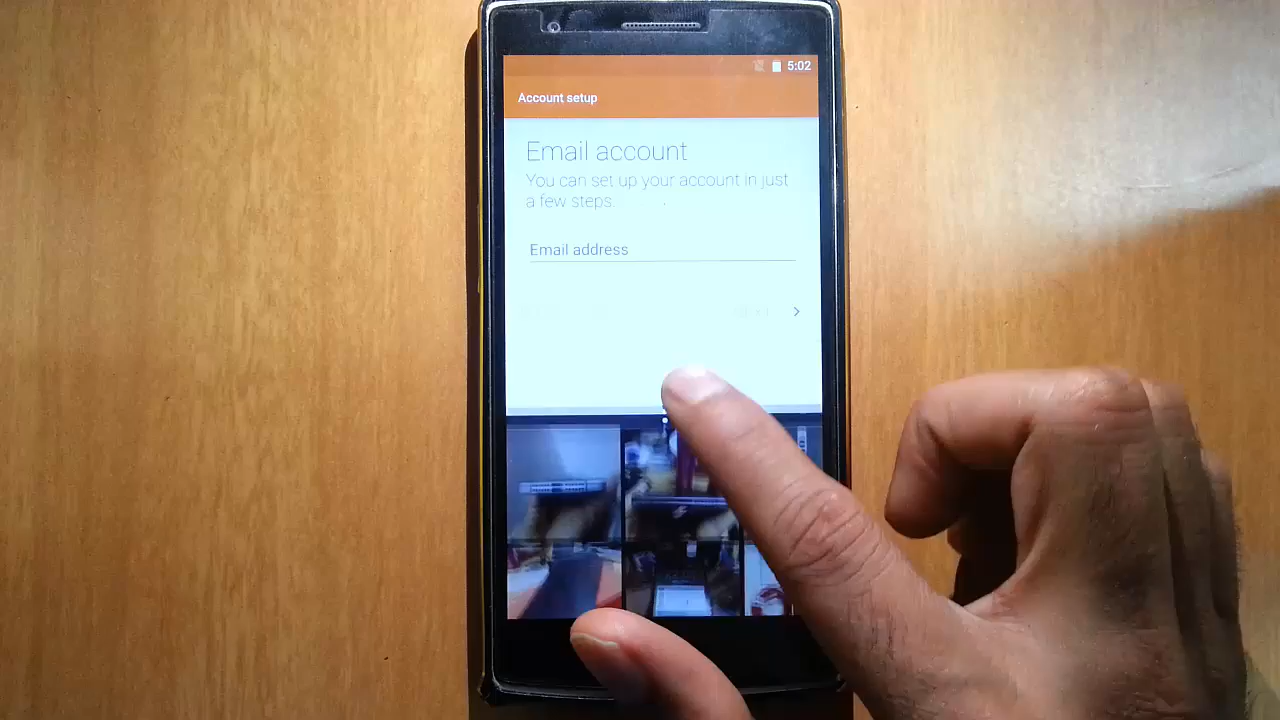 5:02
Account setup
Email account
You can set up your account in just
a few steps.
Email address